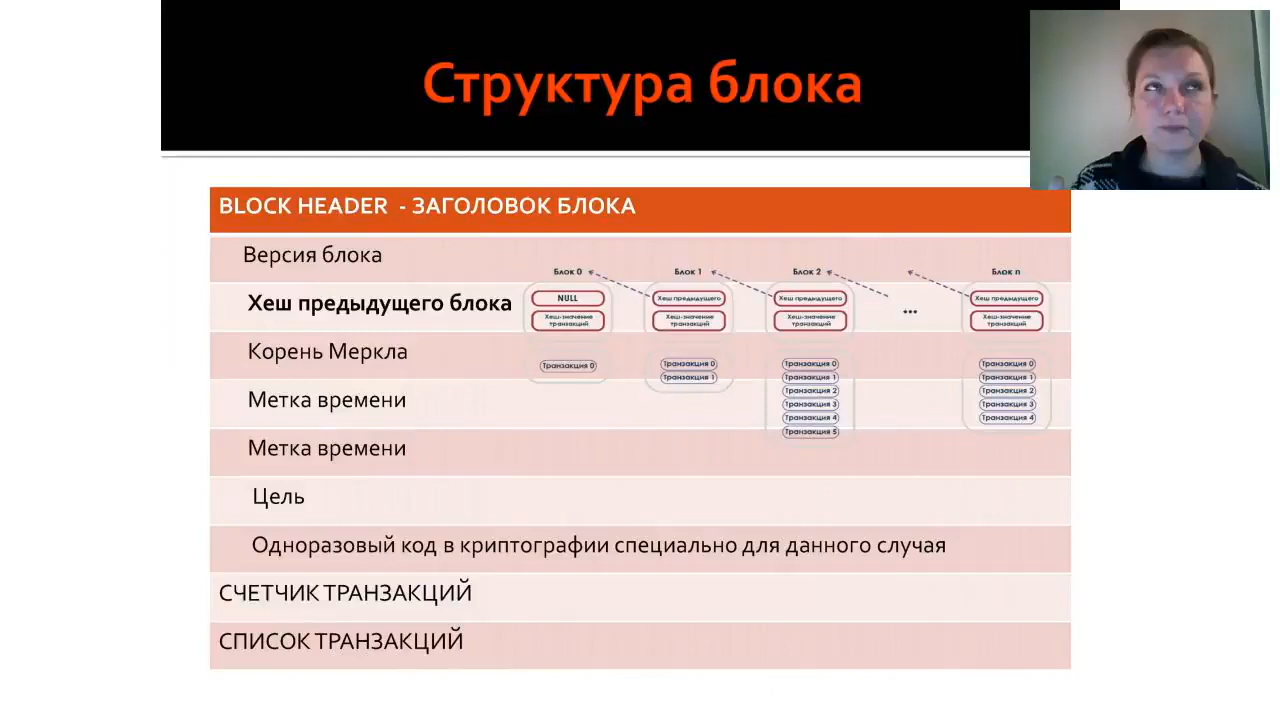 Структура блока
BLOCK HEADER - ЗАГОЛОВОК БЛОКА
Версия блока
Блок 0
Блок 1
Блок 2
Блок n
Хеш предыдущего блока
NULL
Хеш предыдущего
Хеш предыдущего
...
Хеш предыдущего
Хеш-значение
транзакций
Хеш-значение
транзакций
Хеш-значение
транзакций
Хеш-значение
транзакций
Корень Меркла
Транзакция 0
Транзакция 0
Транзакция 1
Транзакция 0
Транзакция 1
Транзакция 2
Транзакция 3
Транзакция 4
Транзакция 5
Транзакция 0
Транзакция 1
Транзакция 2
Транзакция 3
Транзакция 4
Метка времени
Метка времени
Цель
Одноразовый код в криптографии специально для данного случая
СЧЕТЧИК ТРАНЗАКЦИЙ
СПИСОК ТРАНЗАКЦИЙ